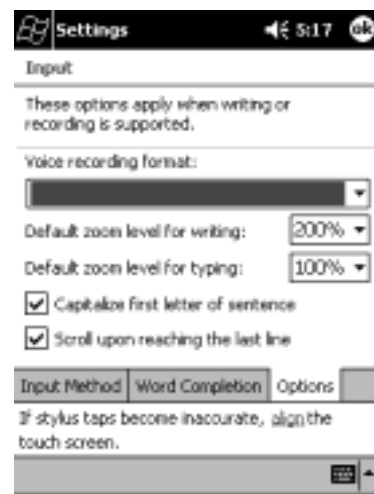 Settings 5:17 ok
Input
These options apply when writing or
recording is supported.
Voice recording format:
Default zoom level for writing: 200%
Default zoom level for typing: 100%
Capitalize first letter of sentence
Scroll upon reaching the last line
Input Method Word Completion Options
If stylus taps become inaccurate, align the
touch screen.